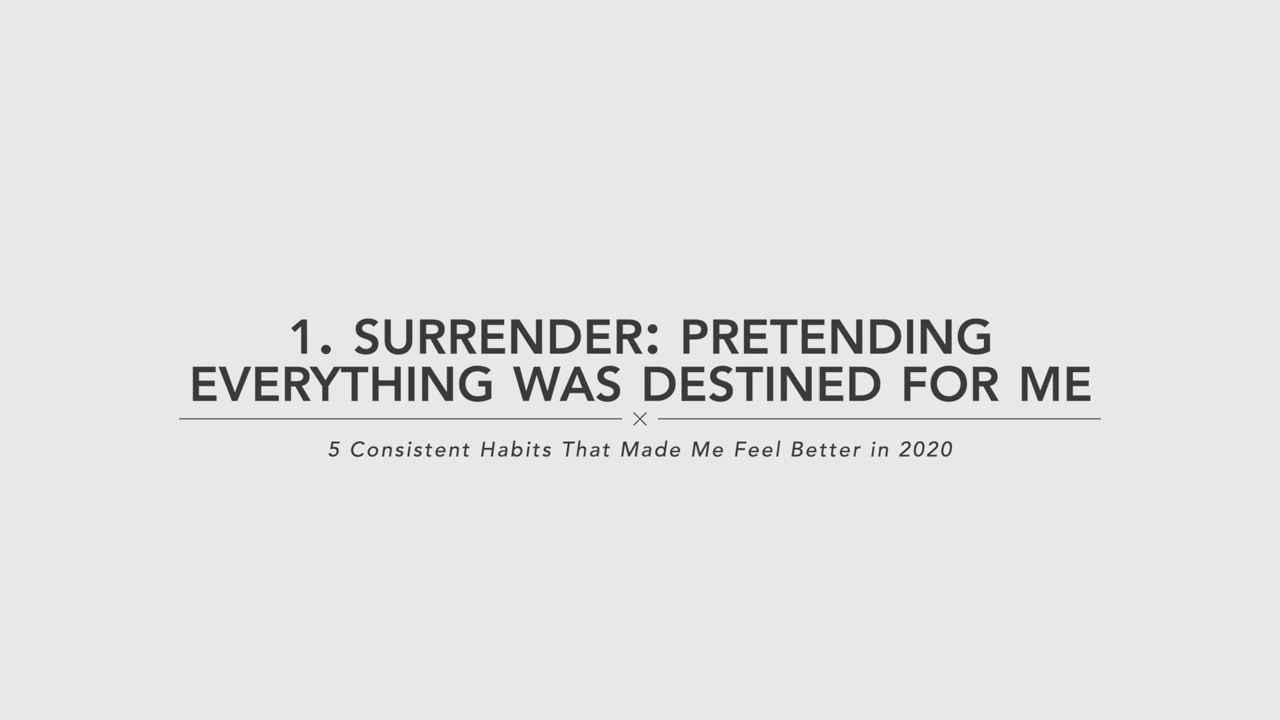 1. SURRENDER: PRETENDING
EVERYTHING WAS DESTINED FOR ME
5 Consistent Habits That Made Me Feel Better in 2020